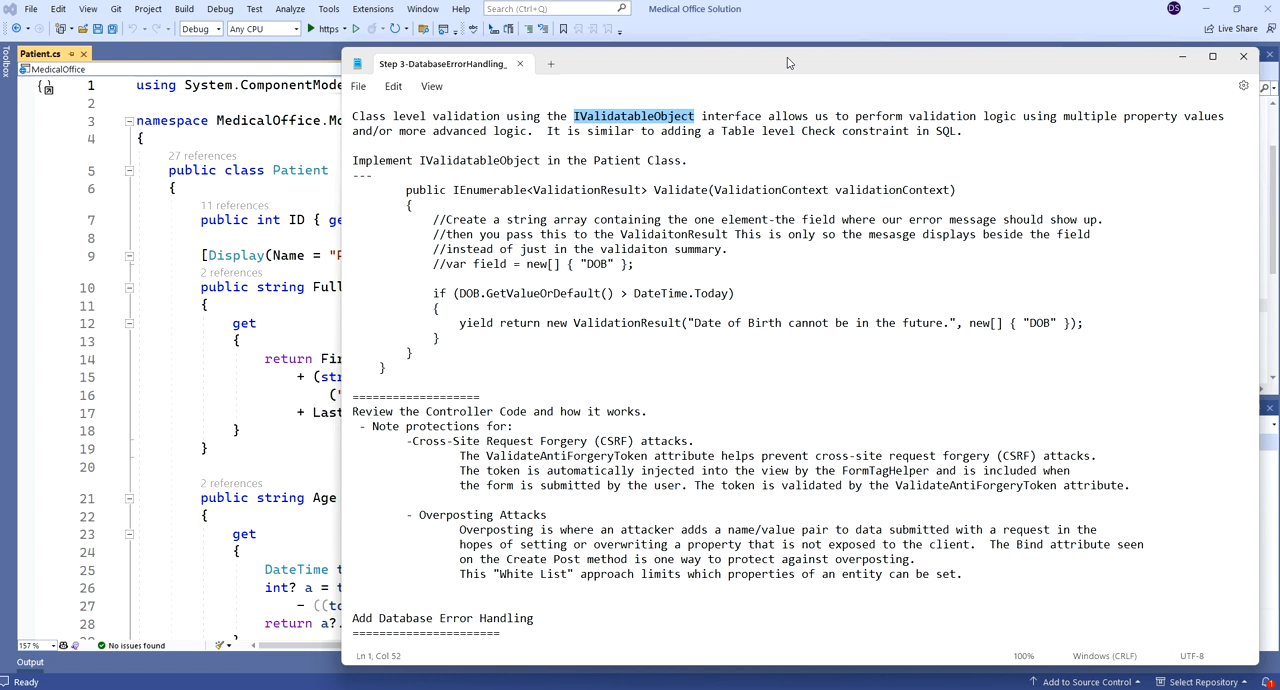 File Edit View Git Project Build Debug Test Analyze Tools Extensions Window Help Search (Ctrl+Q) Medical Office Solution DS
Debug Any CPU https Live Share
Toolbox
Patient.cs
MedicalOffice
1 using System.ComponentMode
2
3 namespace MedicalOffice.Mo
4 {
27 references
5 public class Patient
6 {
11 references
7 public int ID { ge
8
9 [Display(Name = "P
2 references
10 public string Full
11 {
12 get
13 {
14 return Fir
15 + (str
16 ("
17 + Last
18 }
19 }
20
2 references
21 public string Age
22 {
23 get
24 {
25 DateTime t
26 int? a = t
27 - ((to
28 return a?.
157 % No issues found
Output
Ready
Step 3-DatabaseErrorHandling_
File Edit View
Class level validation using the IValidatableObject interface allows us to perform validation logic using multiple property values
and/or more advanced logic. It is similar to adding a Table level Check constraint in SQL.
Implement IValidatableObject in the Patient Class.
---
public IEnumerable<ValidationResult> Validate(ValidationContext validationContext)
{
//Create a string array containing the one element-the field where our error message should show up.
//then you pass this to the ValidaitonResult This is only so the mesage displays beside the field
//instead of just in the validaiton summary.
//var field = new[] { "DOB" };
if (DOB.GetValueOrDefault() > DateTime.Today)
{
yield return new ValidationResult("Date of Birth cannot be in the future.", new[] { "DOB" });
}
}
}
===================
Review the Controller Code and how it works.
- Note protections for:
-Cross-Site Request Forgery (CSRF) attacks.
The ValidateAntiForgeryToken attribute helps prevent cross-site request forgery (CSRF) attacks.
The token is automatically injected into the view by the FormTagHelper and is included when
the form is submitted by the user. The token is validated by the ValidateAntiForgeryToken attribute.
- Overposting Attacks
Overposting is where an attacker adds a name/value pair to data submitted with a request in the
hopes of setting or overwriting a property that is not exposed to the client. The Bind attribute seen
on the Create Post method is one way to protect against overposting.
This "White List" approach limits which properties of an entity can be set.
Add Database Error Handling
======================
Ln 1, Col 52 100% Windows (CRLF) UTF-8
Add to Source Control Select Repository 1